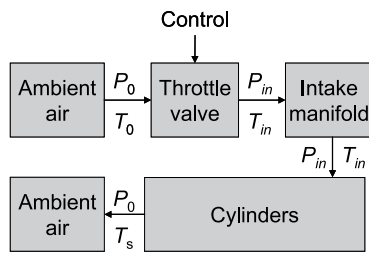 Control
Ambient air
P0
T0
Throttle valve
Pin
Tin
Intake manifold
Pin Tin
Ambient air
P0
Ts
Cylinders